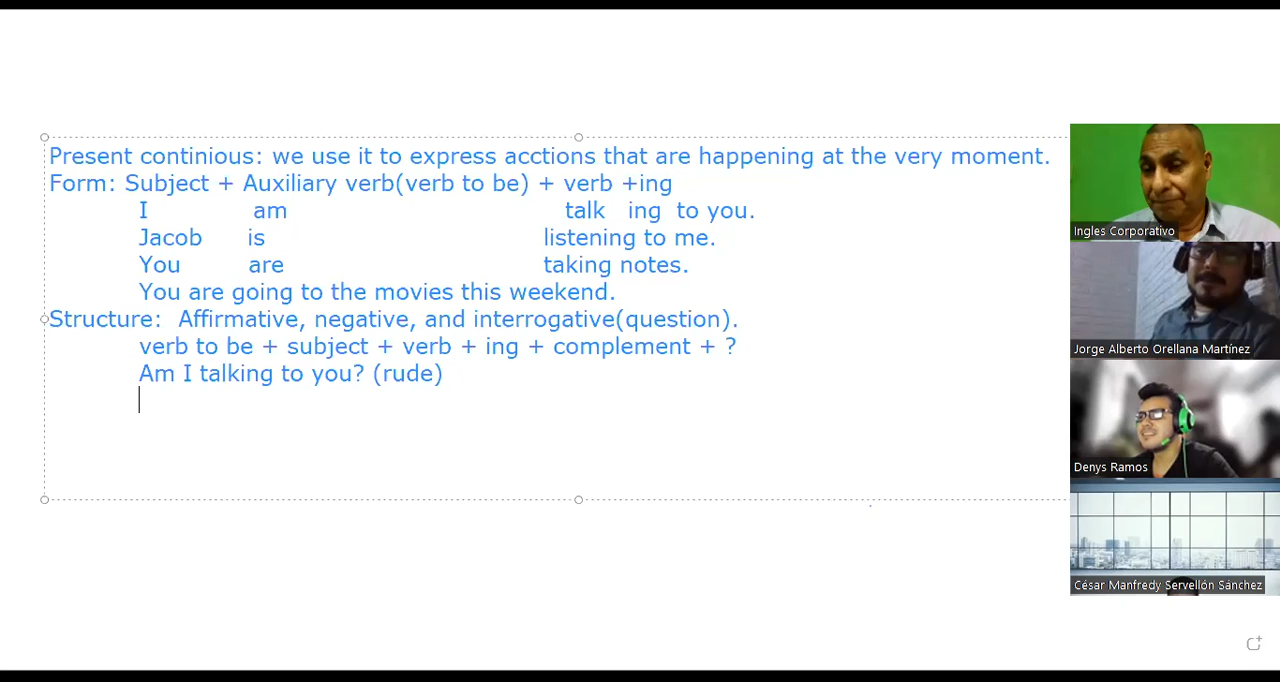 Present continious: we use it to express acctions that are happening at the very moment.
Form: Subject + Auxiliary verb(verb to be) + verb +ing
I am talk ing to you.
Jacob is listening to me.
You are taking notes.
You are going to the movies this weekend.
Structure: Affirmative, negative, and interrogative(question).
verb to be + subject + verb + ing + complement + ?
Am I talking to you? (rude)
Ingles Corporativo
Jorge Alberto Orellana Martínez
Denys Ramos
César Manfredy Servellón Sánchez